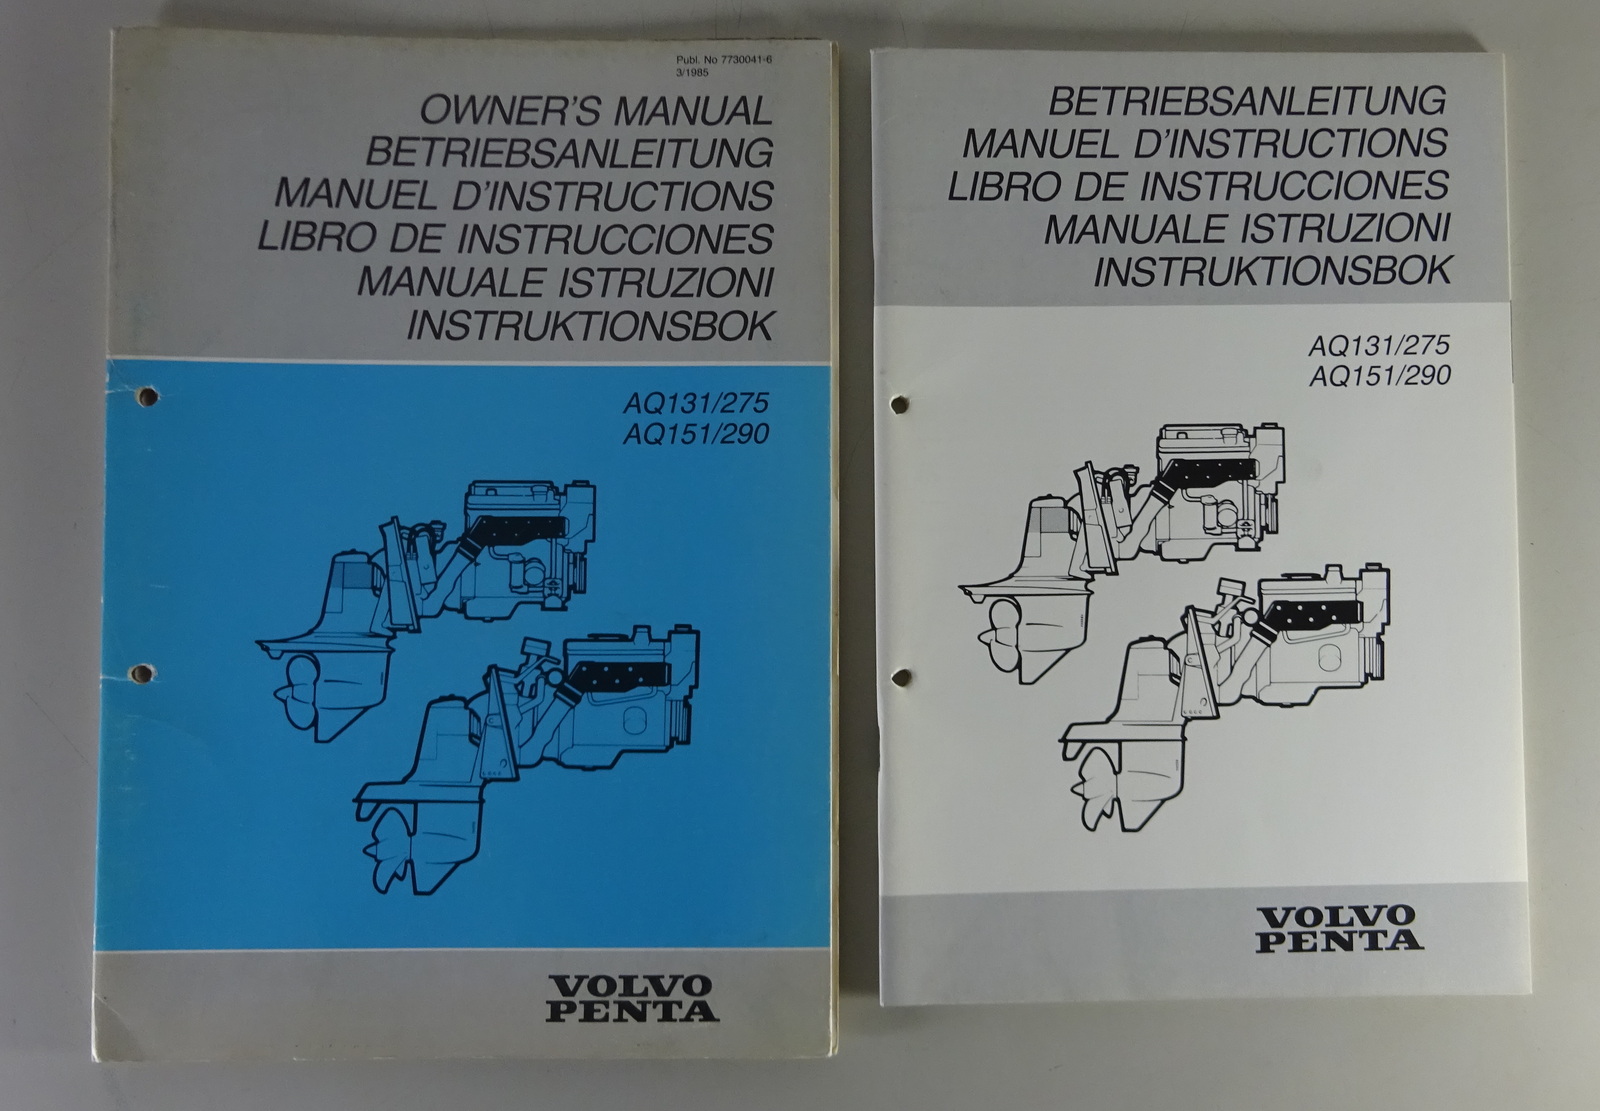 Publ. No 7730041-6
3/1985
OWNER'S MANUAL
BETRIEBSANLEITUNG
MANUEL D'INSTRUCTIONS
LIBRO DE INSTRUCCIONES
MANUALE ISTRUZIONI
INSTRUKTIONSBOK
AQ131/275
AQ151/290
VOLVO
PENTA
BETRIEBSANLEITUNG
MANUEL D'INSTRUCTIONS
LIBRO DE INSTRUCCIONES
MANUALE ISTRUZIONI
INSTRUKTIONSBOK
AQ131/275
AQ151/290
VOLVO
PENTA